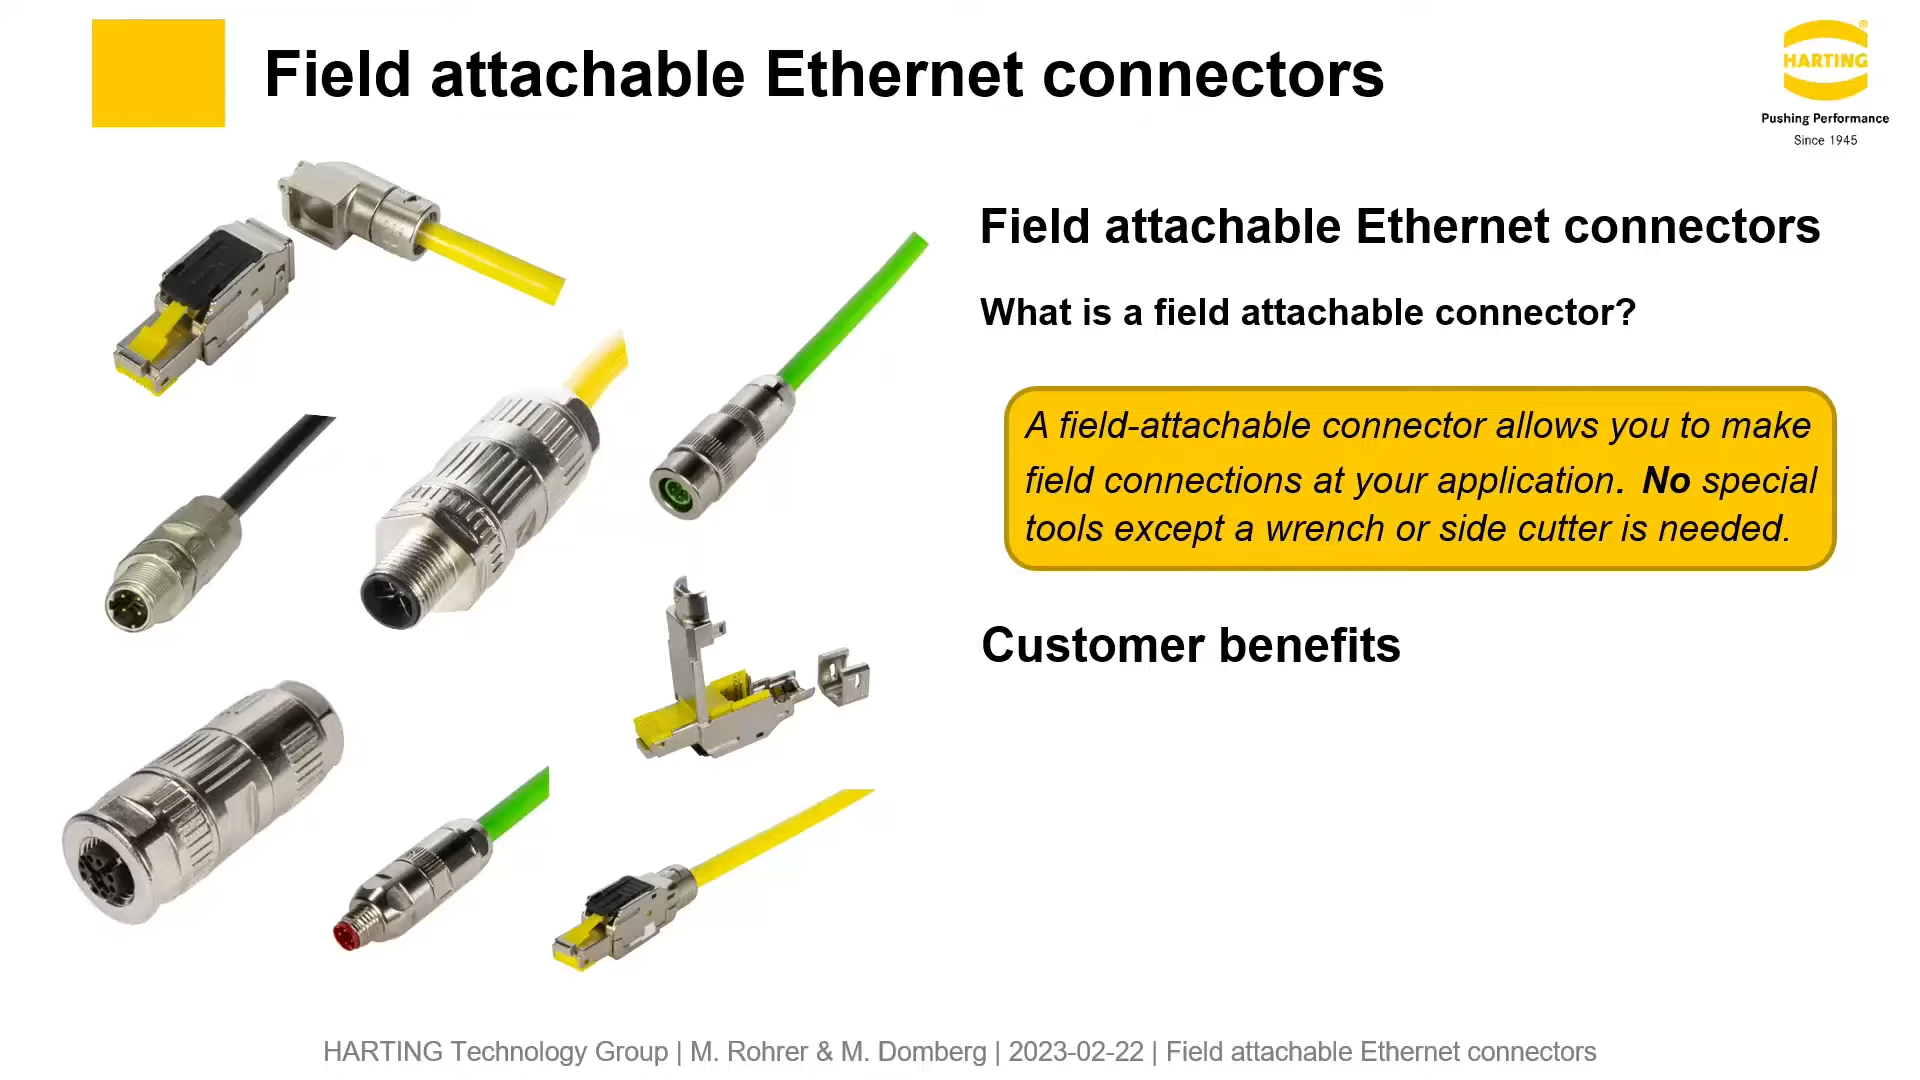 Field attachable Ethernet connectors
HARTING
®
Pushing Performance
Since 1945
Field attachable Ethernet connectors
What is a field attachable connector?
A field-attachable connector allows you to make
field connections at your application. No special
tools except a wrench or side cutter is needed.
Customer benefits
HARTING Technology Group | M. Rohrer & M. Domberg | 2023-02-22 | Field attachable Ethernet connectors